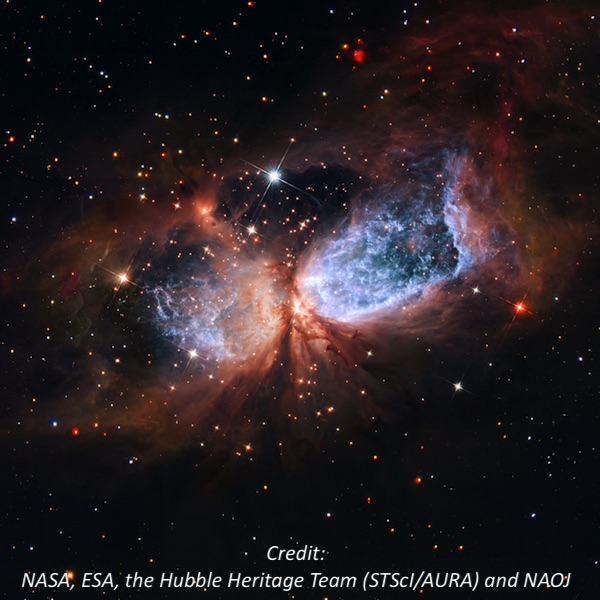 Credit:
NASA, ESA, the Hubble Heritage Team (STScI/AURA) and NAOJ